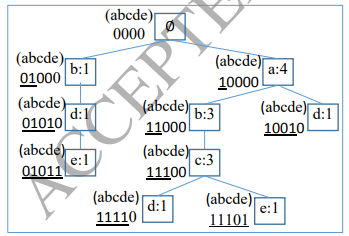 (abcde)
0000 Ø
(abcde) (abcde)
01000 b:1 10000 a:4
(abcde) (abcde) (abcde)
01010 d:1 11000 b:3 10010 d:1
(abcde) (abcde)
01011 e:1 11100 c:3
(abcde) (abcde)
11110 d:1 11101 e:1
ACCEPTE